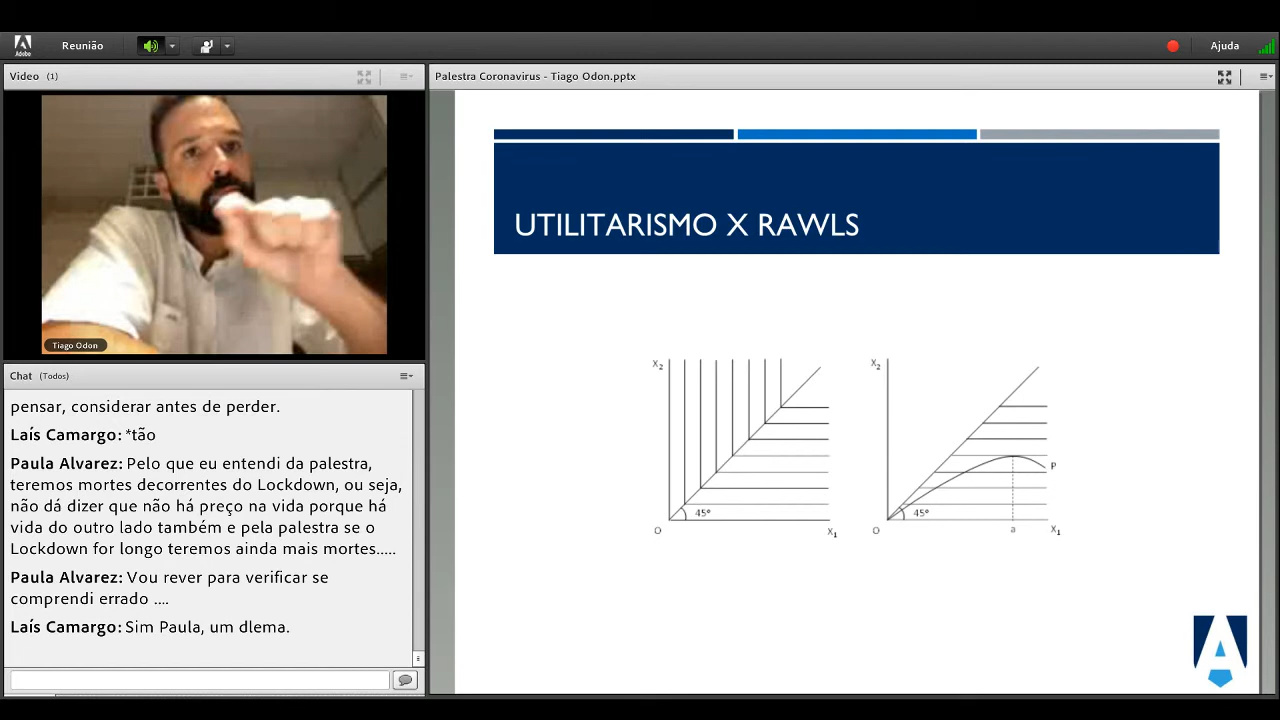 Adobe
Reunião
Ajuda
Video (1)
Tiago Odon
Chat (Todos)
pensar, considerar antes de perder.
Laís Camargo: *tão
Paula Alvarez: Pelo que eu entendi da palestra,
teremos mortes decorrentes do Lockdown, ou seja,
não dá dizer que não há preço na vida porque há
vida do outro lado também e pela palestra se o
Lockdown for longo teremos ainda mais mortes.....
Paula Alvarez: Vou rever para verificar se
comprendi errado ....
Laís Camargo: Sim Paula, um dlema.
Palestra Coronavirus - Tiago Odon.pptx
UTILITARISMO X RAWLS
X₂
45°
O
X₁
X₂
P
45°
O
a
X₁